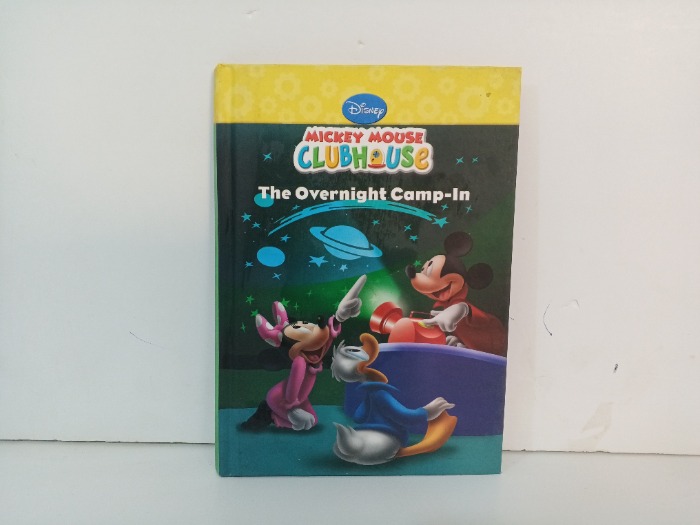 Disney
MICKEY MOUSE
CLUBHOUSE
The Overnight Camp-In